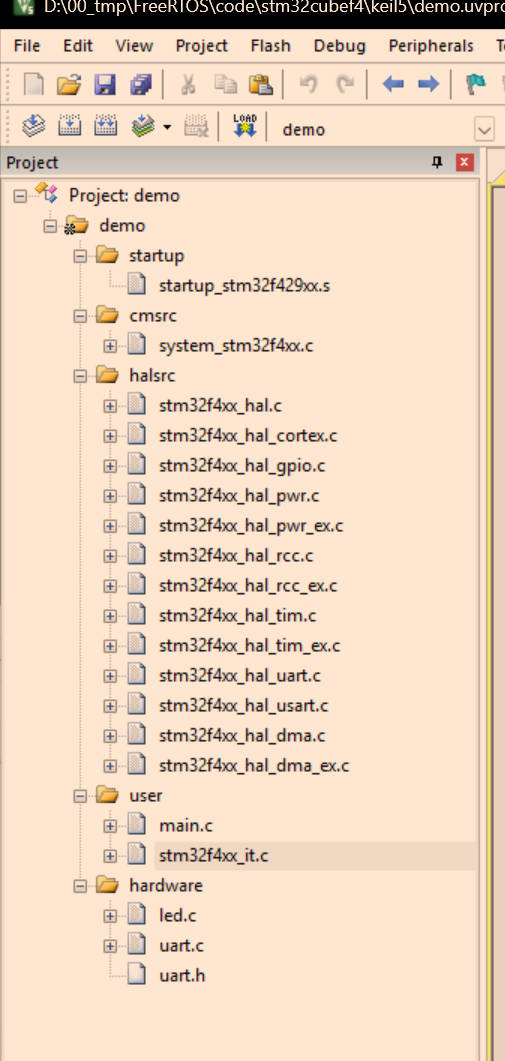 D:\00_tmp\FreeRTOS\code\stm32cubef4\keil5\demo.uvpro
File Edit View Project Flash Debug Peripherals
LOAD demo
Project
Project: demo
demo
startup
startup_stm32f429xx.s
cmsrc
system_stm32f4xx.c
halsrc
stm32f4xx_hal.c
stm32f4xx_hal_cortex.c
stm32f4xx_hal_gpio.c
stm32f4xx_hal_pwr.c
stm32f4xx_hal_pwr_ex.c
stm32f4xx_hal_rcc.c
stm32f4xx_hal_rcc_ex.c
stm32f4xx_hal_tim.c
stm32f4xx_hal_tim_ex.c
stm32f4xx_hal_uart.c
stm32f4xx_hal_usart.c
stm32f4xx_hal_dma.c
stm32f4xx_hal_dma_ex.c
user
main.c
stm32f4xx_it.c
hardware
led.c
uart.c
uart.h